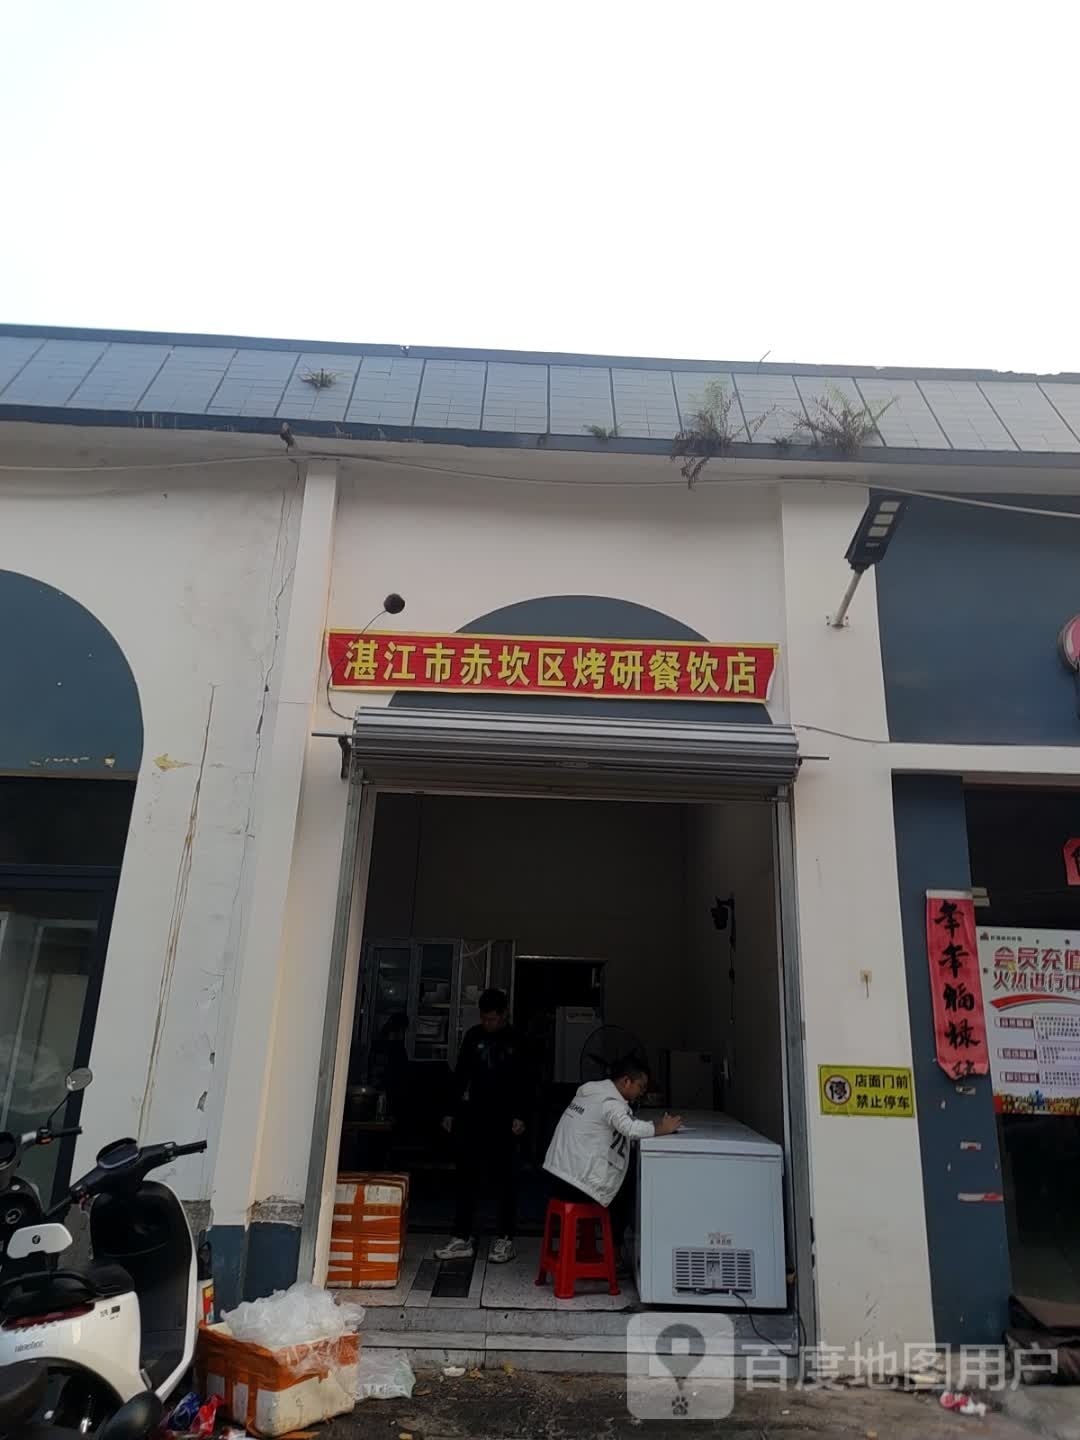 湛江市赤坎区烤研餐饮店
年年福禄
会员充值
火热进行中
停
店面门前
禁止停车
百度地图用户